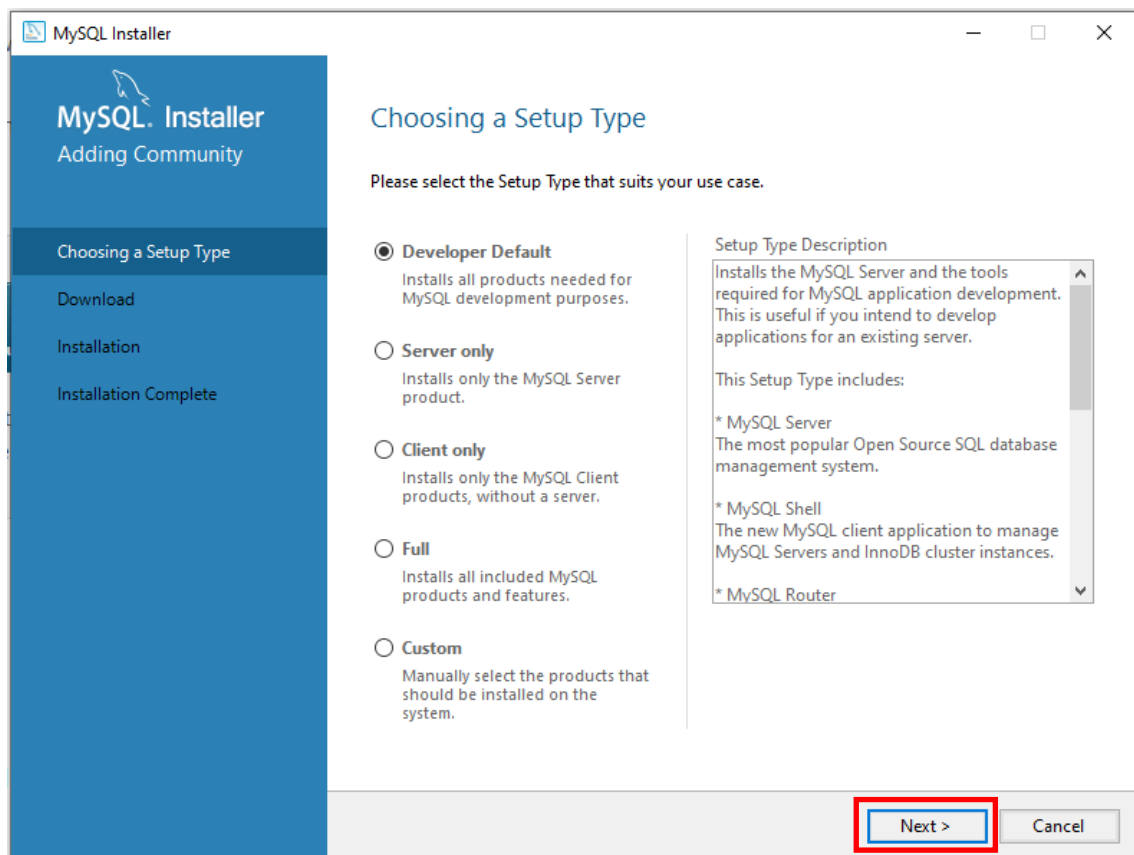 MySQL Installer
MySQL. Installer
Adding Community
Choosing a Setup Type
Download
Installation
Installation Complete
Choosing a Setup Type
Please select the Setup Type that suits your use case.
Developer Default
Installs all products needed for
MySQL development purposes.
Server only
Installs only the MySQL Server
product.
Client only
Installs only the MySQL Client
products, without a server.
Full
Installs all included MySQL
products and features.
Custom
Manually select the products that
should be installed on the
system.
Setup Type Description
Installs the MySQL Server and the tools
required for MySQL application development.
This is useful if you intend to develop
applications for an existing server.
This Setup Type includes:
* MySQL Server
The most popular Open Source SQL database
management system.
* MySQL Shell
The new MySQL client application to manage
MySQL Servers and InnoDB cluster instances.
* MySQL Router
Next >
Cancel